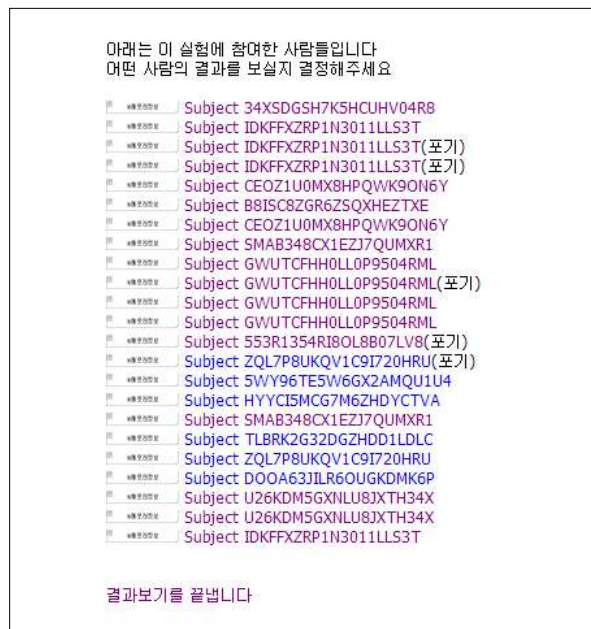 아래는 이 실험에 참여한 사람들입니다
어떤 사람의 결과를 보실지 결정해주세요
Subject 34XSDGSH7K5HCUHV04R8
Subject IDKFFXZRP1N3011LLS3T
Subject IDKFFXZRP1N3011LLS3T(포기)
Subject IDKFFXZRP1N3011LLS3T(포기)
Subject CEOZ1U0MX8HPQWK9ON6Y
Subject B8ISC8ZGR6ZSQXHEZTXE
Subject CEOZ1U0MX8HPQWK9ON6Y
Subject SMAB348CX1EZJ7QUMXR1
Subject GWUTCFHH0LL0P9504RML
Subject GWUTCFHH0LL0P9504RML(포기)
Subject GWUTCFHH0LL0P9504RML
Subject GWUTCFHH0LL0P9504RML
Subject 553R1354RI8OL8B07LV8(포기)
Subject ZQL7P8UKQV1C9I720HRU(포기)
Subject 5WY96TE5W6GX2AMQU1U4
Subject HYYCI5MCG7M6ZHDYCTVA
Subject SMAB348CX1EZJ7QUMXR1
Subject TLBRK2G32DGZHDD1LDLC
Subject ZQL7P8UKQV1C9I720HRU
Subject DOOA63JILR6OUGKDMK6P
Subject U26KDM5GXNLU8JXTH34X
Subject U26KDM5GXNLU8JXTH34X
Subject IDKFFXZRP1N3011LLS3T
결과보기를 끝냅니다